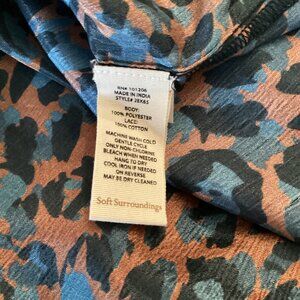 RN# 101206
MADE IN INDIA
STYLE# 2EX65
BODY:
100% POLYESTER
LACE:
100% COTTON
MACHINE WASH COLD
GENTLE CYCLE
ONLY NON-CHLORINE
BLEACH WHEN NEEDED
HANG TO DRY
COOL IRON IF NEEDED
ON REVERSE
MAY BE DRY CLEANED
Soft Surroundings